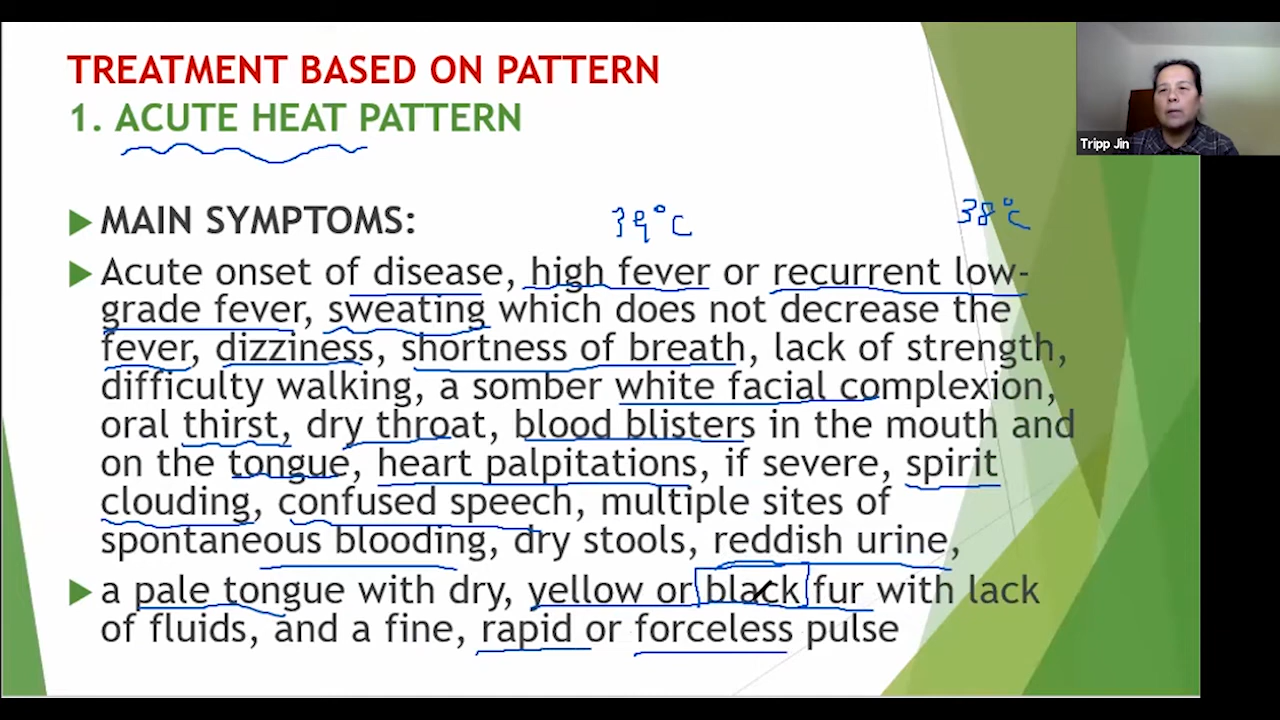 TREATMENT BASED ON PATTERN
1. ACUTE HEAT PATTERN
Tripp Jin
MAIN SYMPTOMS:
39°C
38°C
Acute onset of disease, high fever or recurrent low-
grade fever, sweating which does not decrease the
fever, dizziness, shortness of breath, lack of strength,
difficulty walking, a somber white facial complexion,
oral thirst, dry throat, blood blisters in the mouth and
on the tongue, heart palpitations, if severe, spirit
clouding, confused speech, multiple sites of
spontaneous blooding, dry stools, reddish urine,
a pale tongue with dry, yellow or black fur with lack
of fluids, and a fine, rapid or forceless pulse